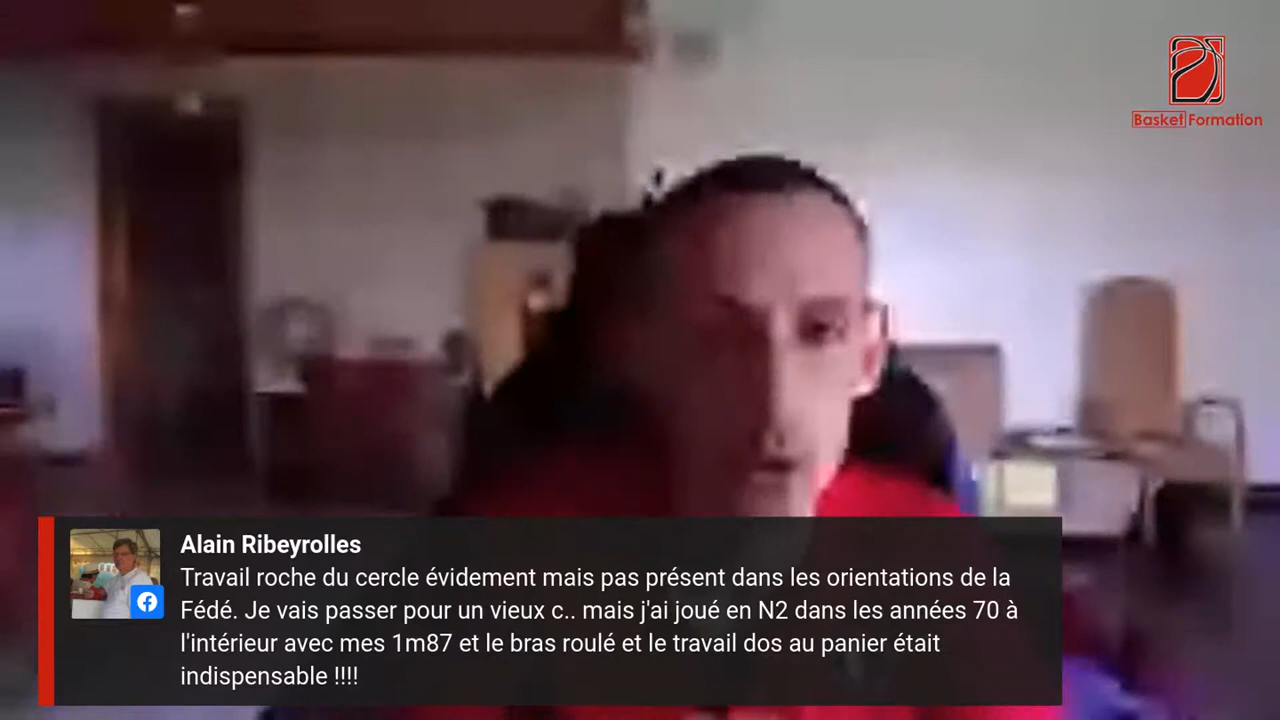 Basket Formation
Alain Ribeyrolles
Travail roche du cercle évidement mais pas présent dans les orientations de la
Fédé. Je vais passer pour un vieux c.. mais j'ai joué en N2 dans les années 70 à
l'intérieur avec mes 1m87 et le bras roulé et le travail dos au panier était
indispensable !!!!